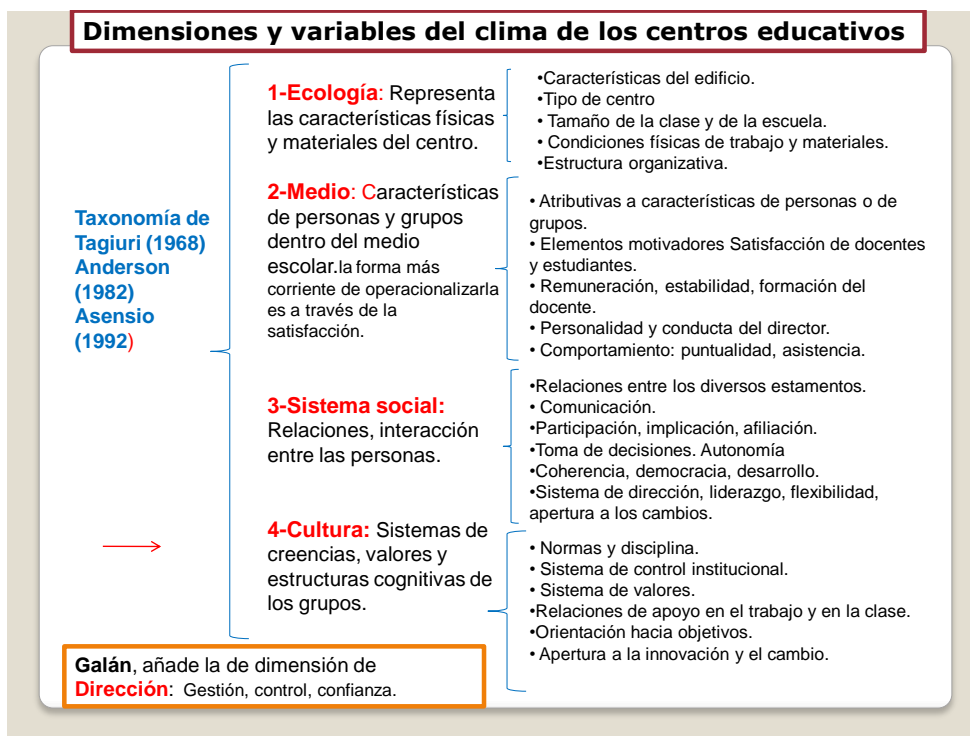 Dimensiones y variables del clima de los centros educativos
Taxonomía de
Tagiuri (1968)
Anderson
(1982)
Asensio
(1992)
1-Ecología: Representa
las características físicas
y materiales del centro.
•Características del edificio.
•Tipo de centro
• Tamaño de la clase y de la escuela.
• Condiciones físicas de trabajo y materiales.
•Estructura organizativa.
2-Medio: Características
de personas y grupos
dentro del medio
escolar.la forma más
corriente de operacionalizarla
es a través de la
satisfacción.
• Atributivas a características de personas o de
grupos.
• Elementos motivadores Satisfacción de docentes
y estudiantes.
• Remuneración, estabilidad, formación del
docente.
• Personalidad y conducta del director.
• Comportamiento: puntualidad, asistencia.
3-Sistema social:
Relaciones, interacción
entre las personas.
•Relaciones entre los diversos estamentos.
• Comunicación.
•Participación, implicación, afiliación.
•Toma de decisiones. Autonomía
•Coherencia, democracia, desarrollo.
•Sistema de dirección, liderazgo, flexibilidad,
apertura a los cambios.
4-Cultura: Sistemas de
creencias, valores y
estructuras cognitivas de
los grupos.
• Normas y disciplina.
• Sistema de control institucional.
• Sistema de valores.
•Relaciones de apoyo en el trabajo y en la clase.
•Orientación hacia objetivos.
• Apertura a la innovación y el cambio.
Galán, añade la de dimensión de
Dirección: Gestión, control, confianza.